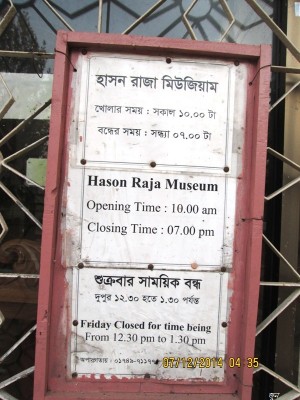 হাসন রাজা মিউজিয়াম
খোলার সময় : সকাল ১০.০০ টা
বন্ধের সময় : সন্ধ্যা ০৭.০০ টা
Hason Raja Museum
Opening Time : 10.00 am
Closing Time : 07.00 pm
শুক্রবার সাময়িক বন্ধ
দুপুর ১২.৩০ হতে ১.৩০ পর্যন্ত
Friday Closed for time being
From 12.30 pm to 1.30 pm
07/12/2014 04 35